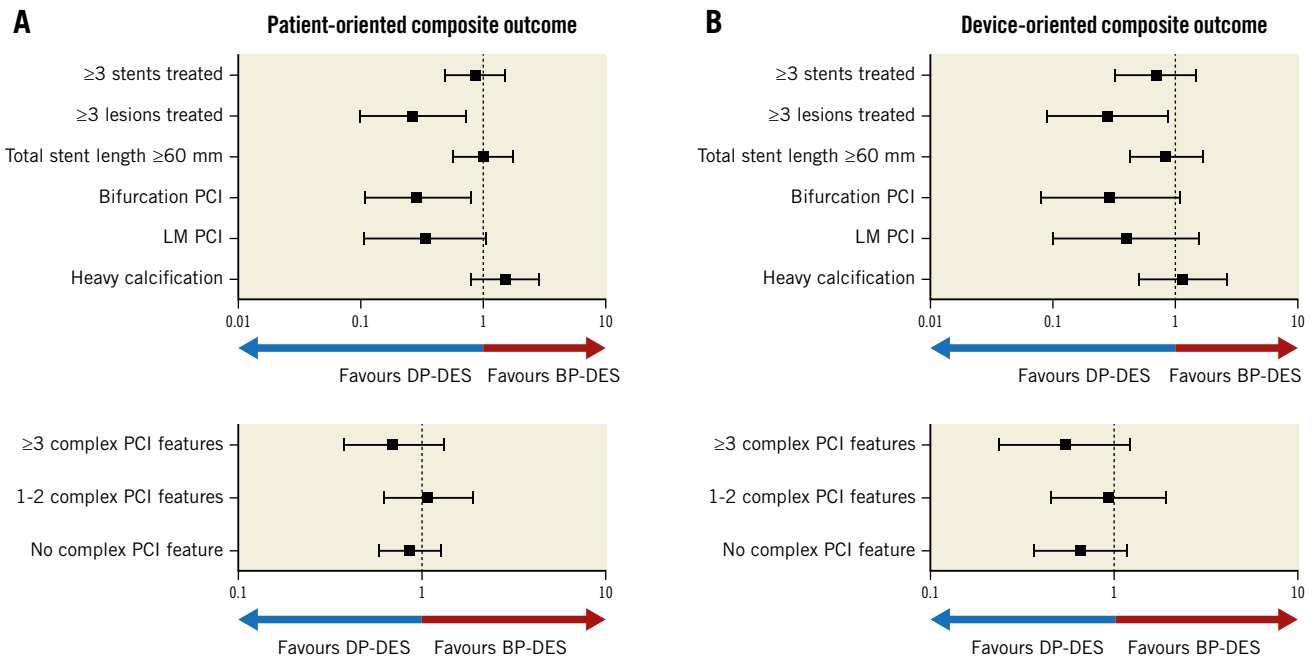 A
Patient-oriented composite outcome
≥3 stents treated
≥3 lesions treated
Total stent length ≥60 mm
Bifurcation PCI
LM PCI
Heavy calcification
0.01 0.1 1 10
Favours DP-DES Favours BP-DES
≥3 complex PCI features
1-2 complex PCI features
No complex PCI feature
0.1 1 10
Favours DP-DES Favours BP-DES
B
Device-oriented composite outcome
≥3 stents treated
≥3 lesions treated
Total stent length ≥60 mm
Bifurcation PCI
LM PCI
Heavy calcification
0.01 0.1 1 10
Favours DP-DES Favours BP-DES
≥3 complex PCI features
1-2 complex PCI features
No complex PCI feature
0.1 1 10
Favours DP-DES Favours BP-DES